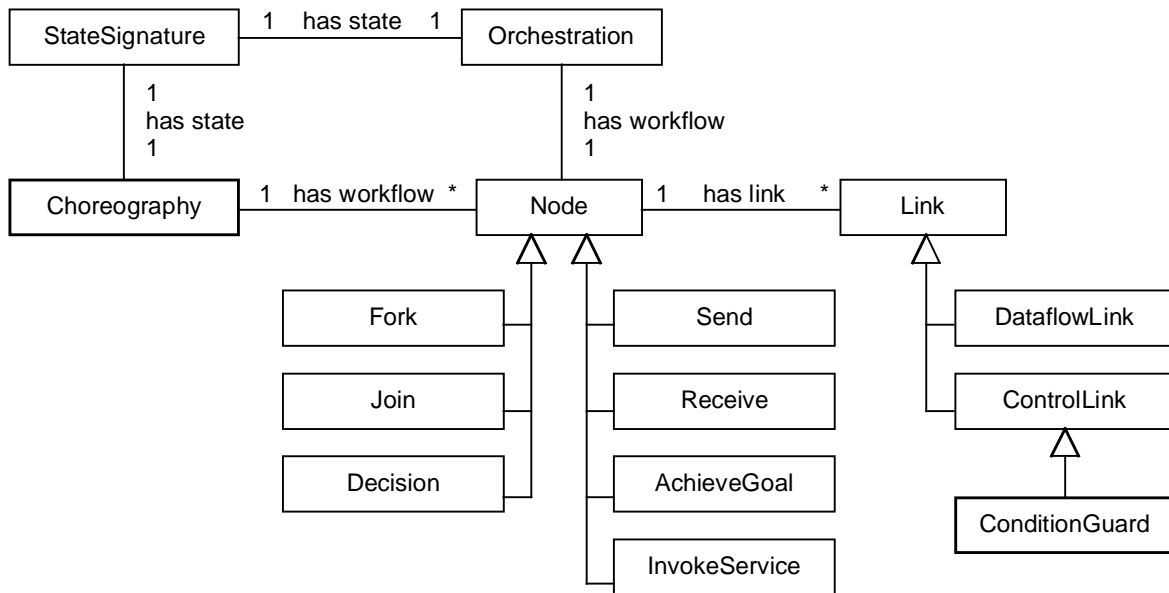 StateSignature
1 has state 1
Orchestration
1
has state
1
1
has workflow
1
Choreography
1 has workflow *
Node
1 has link *
Link
Fork
Send
DataflowLink
Join
Receive
ControlLink
Decision
AchieveGoal
ConditionGuard
InvokeService